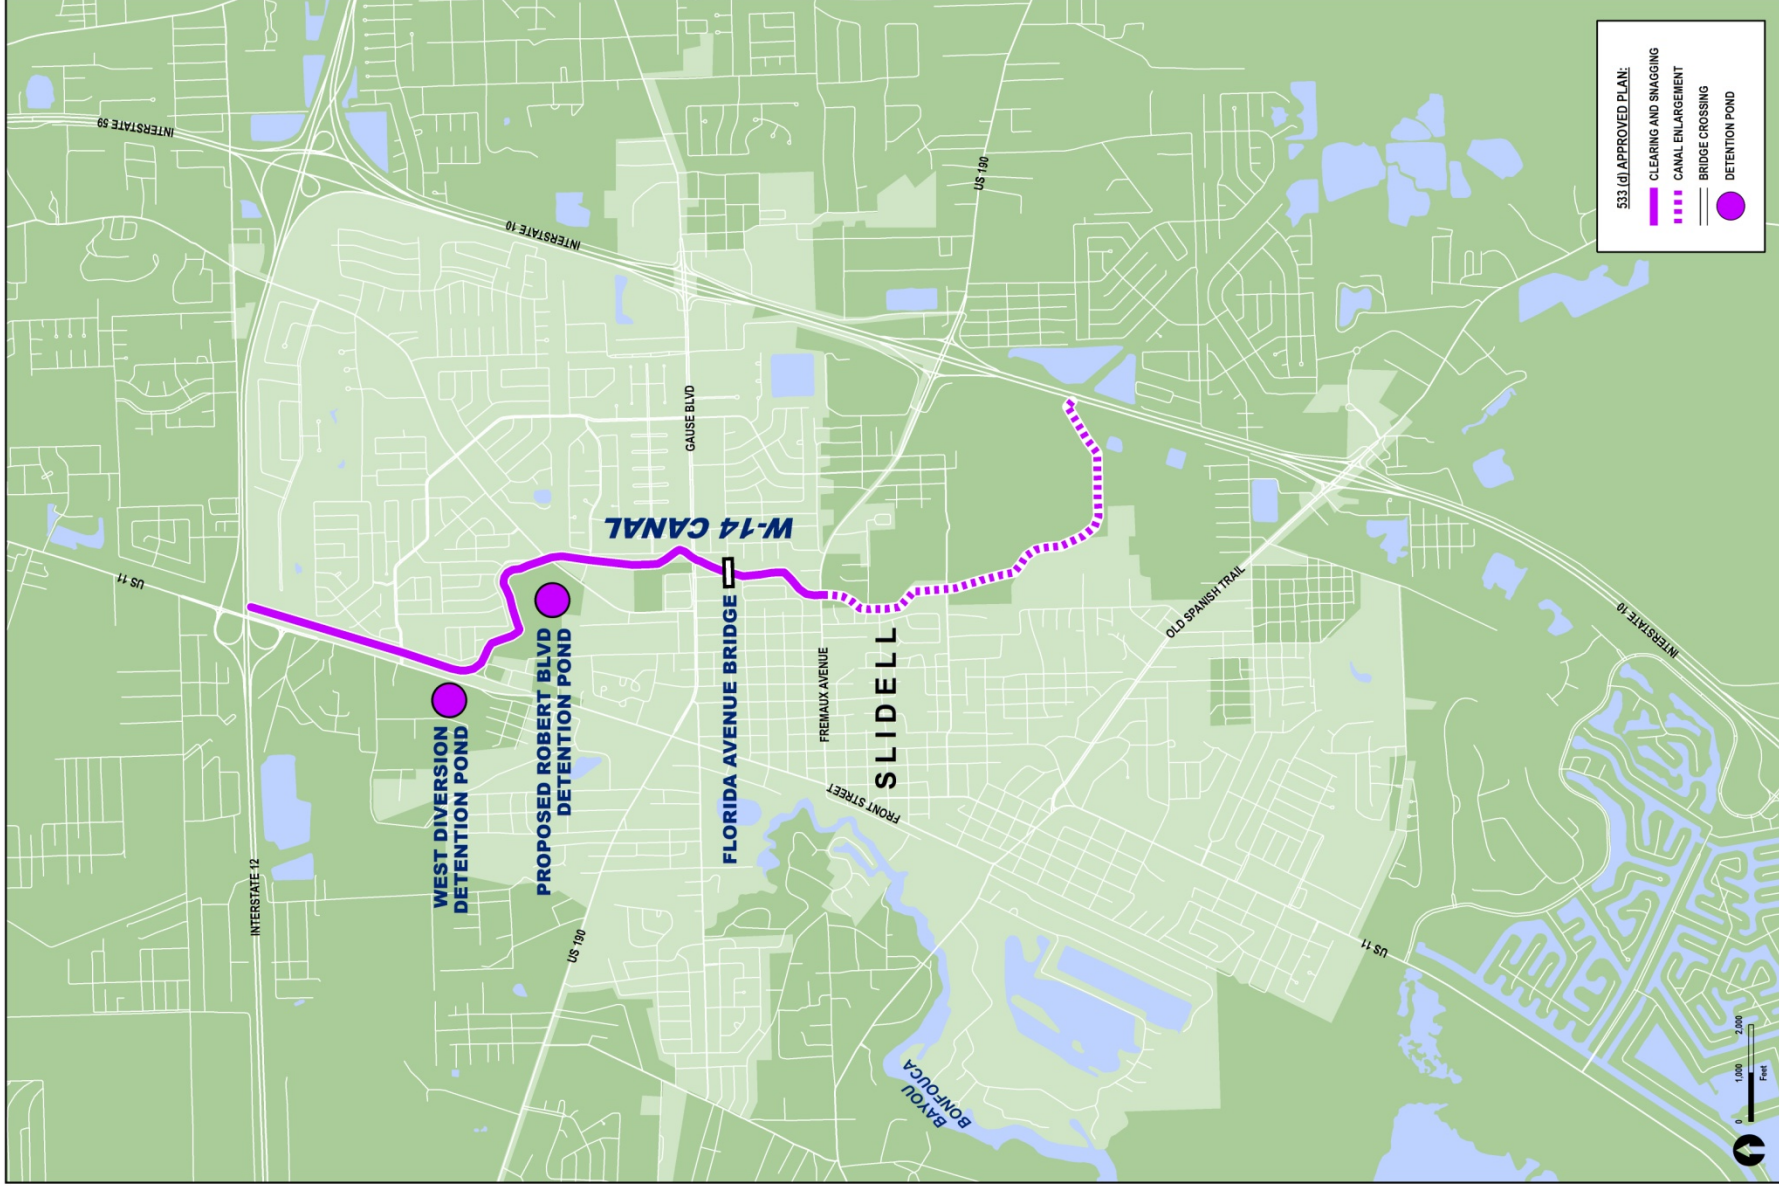 INTERSTATE 59
INTERSTATE 10
US 190
US 11
GAUSE BLVD
W-14 CANAL
INTERSTATE 12
WEST DIVERSION
DETENTION POND
PROPOSED ROBERT BLVD
DETENTION POND
FLORIDA AVENUE BRIDGE
FREMAUX AVENUE
SLIDELL
FRONT STREET
US 190
OLD SPANISH TRAIL
INTERSTATE 10
US 11
BAYOU
BONFOUCA
533 (d) APPROVED PLAN:
CLEARING AND SNAGGING
CANAL ENLARGEMENT
BRIDGE CROSSING
DETENTION POND
0 1,000 2,000
Feet